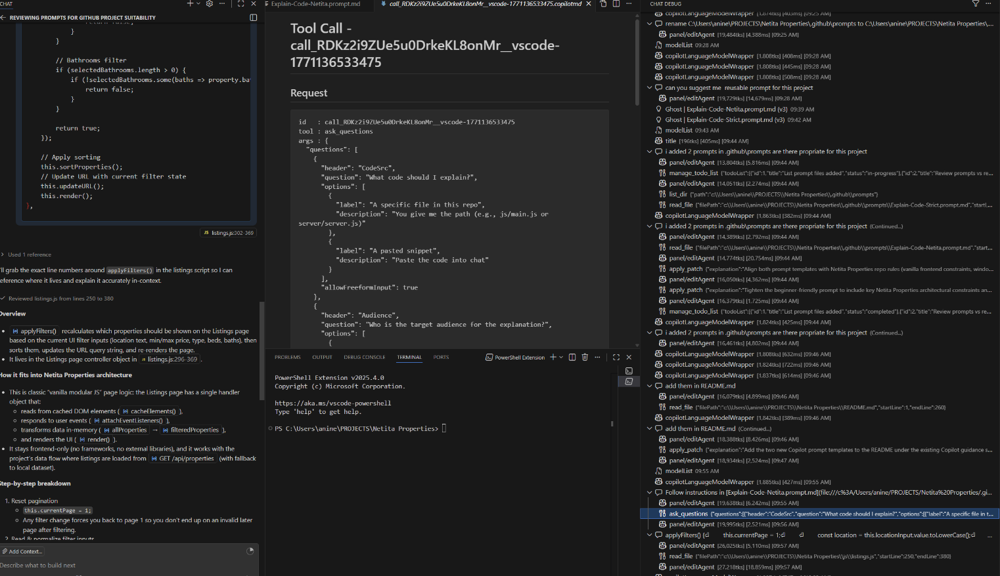 CHAT
REVIEWING PROMPTS FOR GITHUB PROJECT SUITABILITY
return false;
}
}
// Bathrooms filter
if (selectedBathrooms.length > 0) {
if (!selectedBathrooms.some(baths => property.ba
return false;
}
}
return true;
});
// Apply sorting
this.sortProperties();
// Update URL with current filter state
this.updateURL();
this.render();
},
JS listings.js:302-369
Used 1 reference
'll grab the exact line numbers around applyFilters() in the listings script so I can
eference where it lives and explain it accurately in-context.
Reviewed listings.js from lines 250 to 380
Overview
• applyFilters() recalculates which properties should be shown on the Listings page
based on the current UI filter inputs (location text, min/max price, type, beds, baths), then
sorts them, updates the URL query string, and re-renders the page.
• It lives in the Listings page controller object in listings.js:296-369 .
How it fits into Netita Properties architecture
• This is classic "vanilla modular JS" page logic: the Listings page has a single handler
object that:
○ reads from cached DOM elements ( cacheElements() ),
○ responds to user events ( attachEventListeners() ),
○ transforms data in-memory ( allProperties → filteredProperties ),
○ and renders the UI ( render() ).
• It stays frontend-only (no frameworks, no external libraries), and it works with the
project's data flow where listings are loaded from GET /api/properties (with fallback
to local dataset).
Step-by-step breakdown
1. Reset pagination
○ this.currentPage = 1;
○ Any filter change forces you back to page 1 so you don't end up on an invalid later
page after filtering.
2. Read & normalize filter inputs
Add Context...
Describe what to build next
Explain-Code-Netita.prompt.md
call_RDKz2i9ZUe5u0DrkeKL8onMr__vscode-1771136533475.copilotmd
Tool Call -
call_RDKz2i9ZUe5u0DrkeKL8onMr__vscode-
1771136533475
Request
id : call_RDKz2i9ZUe5u0DrkeKL8onMr__vscode-1771136533475
tool : ask_questions
args : {
"questions": [
{
"header": "CodeSrc",
"question": "What code should I explain?",
"options": [
{
"label": "A specific file in this repo",
"description": "You give me the path (e.g., js/main.js or
server/server.js)"
},
{
"label": "A pasted snippet",
"description": "Paste the code into chat"
}
],
"allowFreeformInput": true
},
{
"header": "Audience",
"question": "Who is the target audience for the explanation?",
"options": [
{
PROBLEMS OUTPUT DEBUG CONSOLE TERMINAL PORTS PowerShell Extension
PowerShell Extension v2025.4.0
Copyright (c) Microsoft Corporation.
https://aka.ms/vscode-powershell
Type 'help' to get help.
PS C:\Users\anine\PROJECTS\Netita Properties>
CHAT DEBUG
copilotLanguageModelWrapper [1.874tks] [403ms] [09:25 AM]
rename C:\Users\anine\PROJECTS\Netita Properties\.github\prompts to C:\Users\anine\PROJECTS\Netita Properties\...
panel/editAgent [19,484tks] [4,388ms] [09:25 AM]
modelList 09:28 AM
copilotLanguageModelWrapper [1.808tks] [408ms] [09:28 AM]
copilotLanguageModelWrapper [1.808tks] [445ms] [09:28 AM]
copilotLanguageModelWrapper [1.808tks] [508ms] [09:28 AM]
can you suggest me reusable prompt for this project
panel/editAgent [19,729tks] [14,679ms] [09:28 AM]
Ghost | Explain-Code-Netita.prompt.md (v3) 09:39 AM
Ghost | Explain-Code-Strict.prompt.md (v3) 09:42 AM
modelList 09:43 AM
title [196tks] [405ms] [09:44 AM]
i added 2 prompts in .github\prompts are there propriate for this project
panel/editAgent [13,804tks] [5,816ms] [09:44 AM]
manage_todo_list {"todoList":[{"id":1,"title":"List prompt files added","status":"in-progress"},{"id":2,"title":"Review prompts vs re...
panel/editAgent [14,051tks] [2,274ms] [09:44 AM]
list_dir {"path":"c:\\Users\\anine\\PROJECTS\\Netita Properties\\.github\\prompts"}
read_file {"filePath":"c:\\Users\\anine\\PROJECTS\\Netita Properties\\.github\\prompts\\Explain-Code-Strict.prompt.md","startL...
copilotLanguageModelWrapper [1,863tks] [382ms] [09:44 AM]
i added 2 prompts in .github\prompts are there propriate for this project (Continued...)
panel/editAgent [14,389tks] [2,792ms] [09:44 AM]
read_file {"filePath":"c:\\Users\\anine\\PROJECTS\\Netita Properties\\.github\\prompts\\Explain-Code-Netita.prompt.md","start...
panel/editAgent [14,774tks] [20,754ms] [09:44 AM]
apply_patch {"explanation":"Align both prompt templates with Netita Properties repo rules (vanilla frontend constraints, windo...
panel/editAgent [16,050tks] [4,362ms] [09:44 AM]
apply_patch {"explanation":"Tighten the beginner-friendly prompt to include key Netita Properties architectural constraints an...
panel/editAgent [16,379tks] [1,725ms] [09:44 AM]
manage_todo_list {"todoList":[{"id":1,"title":"List prompt files added","status":"completed"},{"id":2,"title":"Review prompts vs re...
copilotLanguageModelWrapper [1,824tks] [425ms] [09:44 AM]
i added 2 prompts in .github\prompts are there propriate for this project (Continued...)
panel/editAgent [16,461tks] [4,802ms] [09:44 AM]
copilotLanguageModelWrapper [1,808tks] [632ms] [09:46 AM]
copilotLanguageModelWrapper [1,824tks] [722ms] [09:46 AM]
copilotLanguageModelWrapper [1,837tks] [614ms] [09:46 AM]
add them in README.md
panel/editAgent [16,079tks] [4,899ms] [09:46 AM]
read_file {"filePath":"c:\\Users\\anine\\PROJECTS\\Netita Properties\\README.md","startLine":1,"endLine":260}
copilotLanguageModelWrapper [1,842tks] [389ms] [09:46 AM]
add them in README.md (Continued...)
panel/editAgent [18,388tks] [8,426ms] [09:46 AM]
apply_patch {"explanation":"Add the two new Copilot prompt templates to the README under the existing Copilot guidance s...
panel/editAgent [18,934tks] [2,524ms] [09:47 AM]
modelList 09:55 AM
copilotLanguageModelWrapper [1.885tks] [427ms] [09:55 AM]
Follow instructions in [Explain-Code-Netita.prompt.md](file:///c%3A/Users/anine/PROJECTS/Netita%20Properties/.gi...
panel/editAgent [19,638tks] [6,242ms] [09:55 AM]
ask_questions {"questions":[{"header":"CodeSrc","question":"What code should I explain?","options":[{"label":"A specific file in t...
panel/editAgent [19,995tks] [2,521ms] [09:56 AM]
applyFilters() {⏎ this.currentPage = 1;⏎ ⏎ const location = this.locationInput.value.toLowerCase();⏎ ...
panel/editAgent [26,025tks] [5,110ms] [09:57 AM]
read_file {"filePath":"c:\\Users\\anine\\PROJECTS\\Netita Properties\\js\\listings.js","startLine":250,"endLine":380}
panel/editAgent [27,218tks] [18,859ms] [09:57 AM]